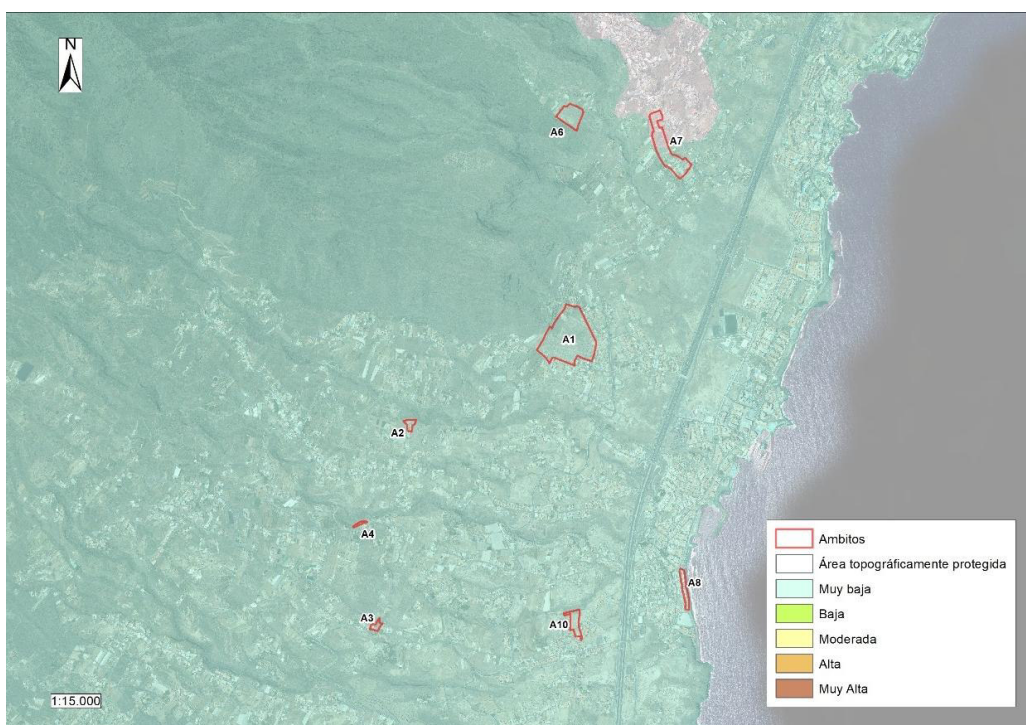 N
A6
A7
A1
A2
A4
A8
A3
A10
Ambitos
Área topográficamente protegida
Muy baja
Baja
Moderada
Alta
Muy Alta
1:15.000